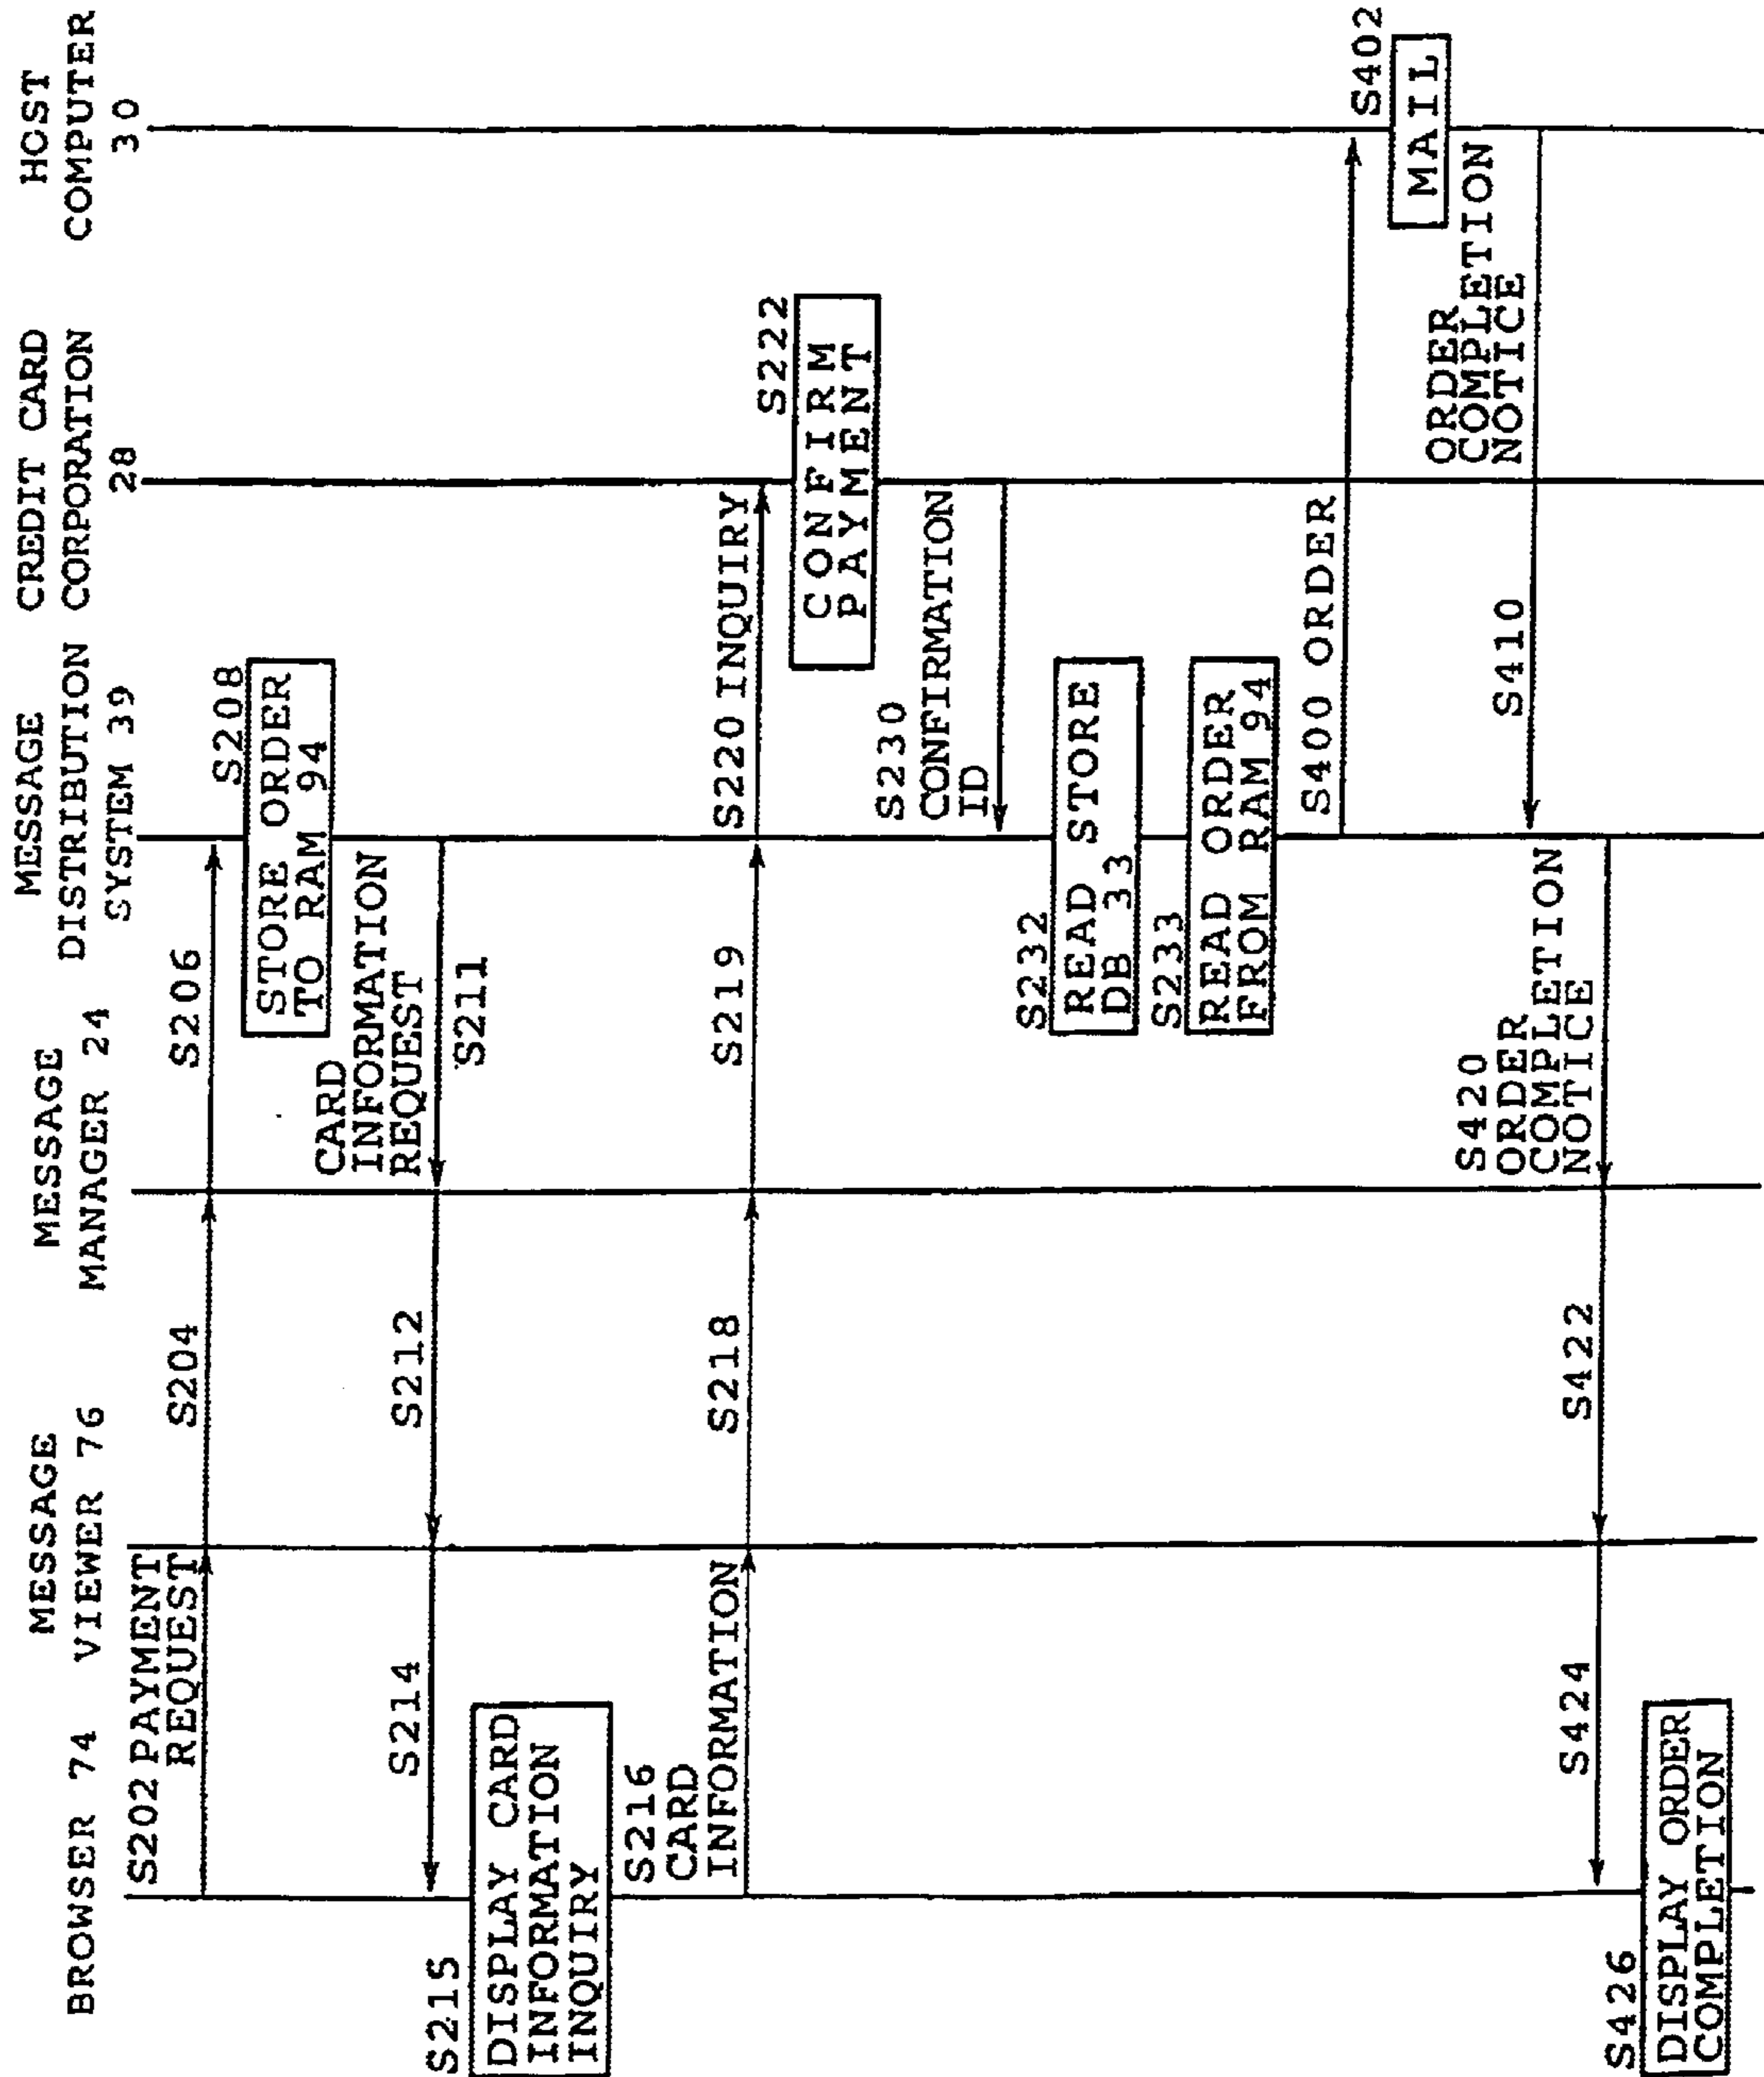 BROWSER 74
MESSAGE
VIEWER 76
MESSAGE
MANAGER 24
MESSAGE
DISTRIBUTION
SYSTEM 39
CREDIT CARD
CORPORATION
28
HOST
COMPUTER
30
S202 PAYMENT
REQUEST
S204
S206
S208
STORE ORDER
TO RAM 94
CARD
INFORMATION
REQUEST
S211
S212
S214
S215
DISPLAY CARD
INFORMATION
INQUIRY
S216
CARD
INFORMATION
S218
S219
S220 INQUIRY
S222
CONFIRM
PAYMENT
S230
CONFIRMATION
ID
S232
READ STORE
DB 33
S233
READ ORDER
FROM RAM 94
S400 ORDER
S402
MAIL
ORDER
COMPLETION
NOTICE
S410
S420
ORDER
COMPLETION
NOTICE
S422
S424
S426
DISPLAY ORDER
COMPLETION